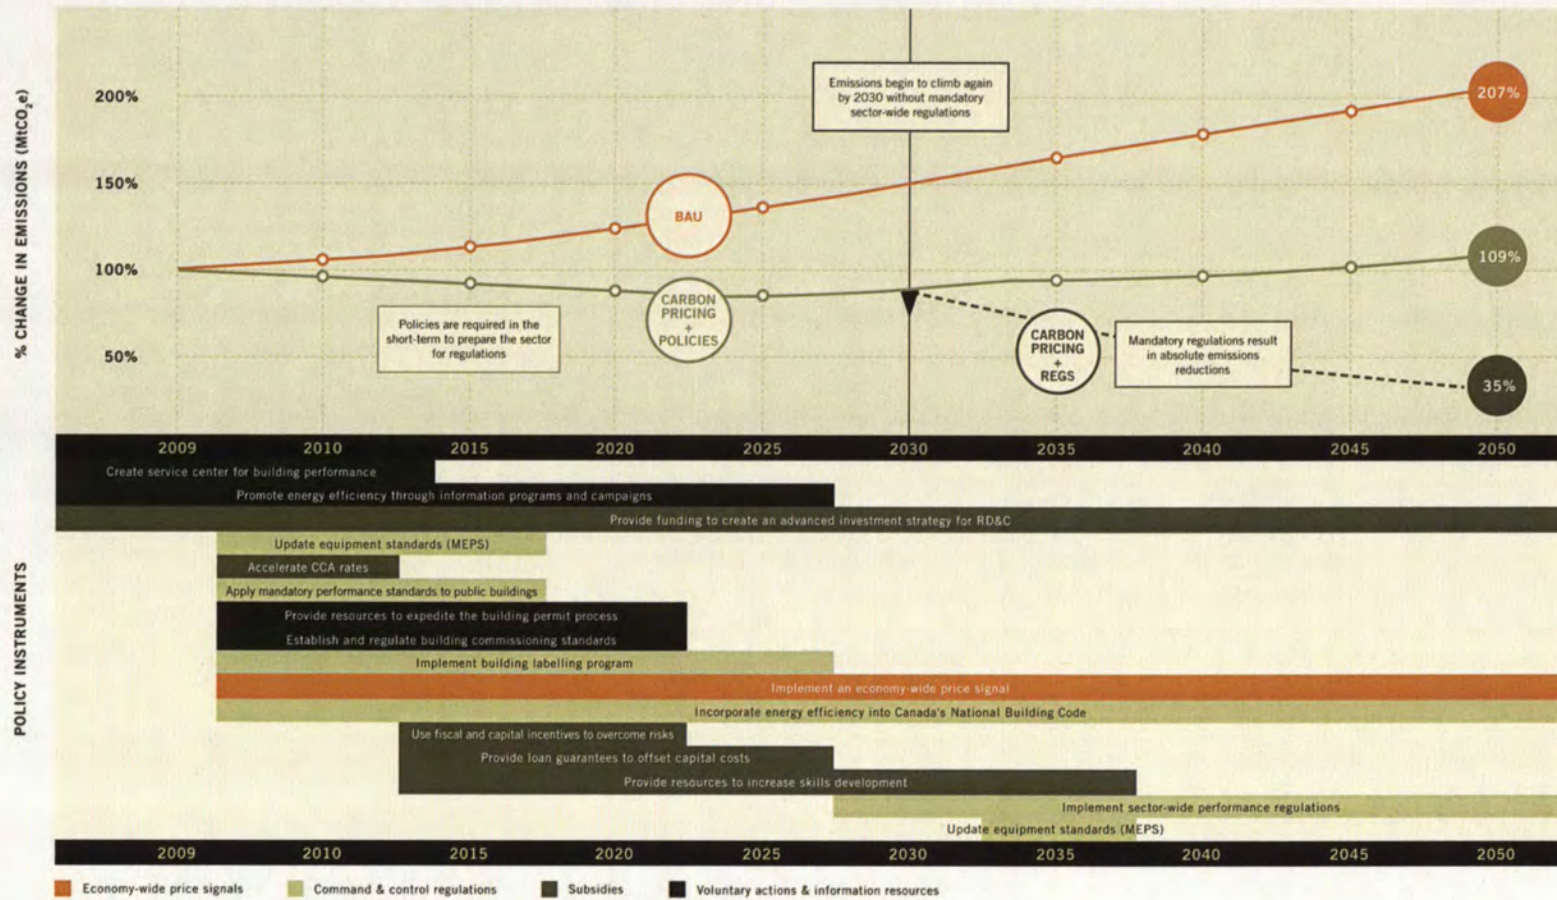 % CHANGE IN EMISSIONS (MtCO₂e)
200%
150%
100%
50%
Emissions begin to climb again
by 2030 without mandatory
sector-wide regulations
207%
BAU
109%
CARBON
PRICING
+
POLICIES
Policies are required in the
short-term to prepare the sector
for regulations
CARBON
PRICING
+
REGS
Mandatory regulations result
in absolute emissions
reductions
35%
2009 2010 2015 2020 2025 2030 2035 2040 2045 2050
POLICY INSTRUMENTS
Create service center for building performance
Promote energy efficiency through information programs and campaigns
Provide funding to create an advanced investment strategy for RD&C
Update equipment standards (MEPS)
Accelerate CCA rates
Apply mandatory performance standards to public buildings
Provide resources to expedite the building permit process
Establish and regulate building commissioning standards
Implement building labelling program
Implement an economy-wide price signal
Incorporate energy efficiency into Canada's National Building Code
Use fiscal and capital incentives to overcome risks
Provide loan guarantees to offset capital costs
Provide resources to increase skills development
Implement sector-wide performance regulations
Update equipment standards (MEPS)
2009 2010 2015 2020 2025 2030 2035 2040 2045 2050
Economy-wide price signals
Command & control regulations
Subsidies
Voluntary actions & information resources